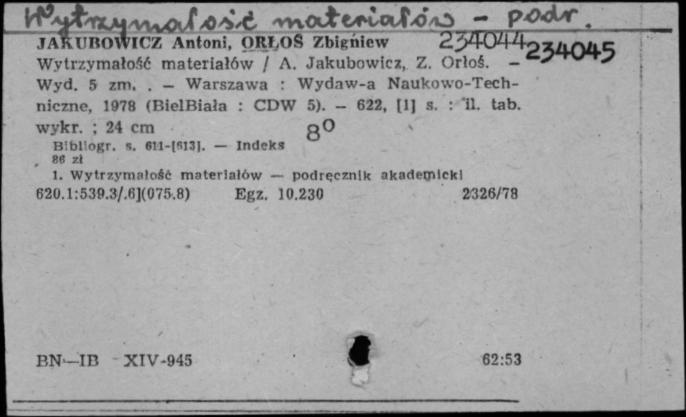 Wytrzymałość materiałów - podr.
JAKUBOWICZ Antoni, ORŁOŚ Zbigniew 234044
234045
Wytrzymałość materiałów / A. Jakubowicz, Z. Orłoś. –
Wyd. 5 zm. . – Warszawa : Wydaw-a Naukowo-Tech-
niczne, 1978 (BielBiała : CDW 5). – 622, [1] s. : il. tab.
wykr. ; 24 cm 8º
Bibliogr. s. 611-[613]. — Indeks
86 zł
1. Wytrzymałość materiałów — podręcznik akademicki
620.1:539.3/.6](075.8) Egz. 10.230 2326/78
BN—IB XIV-945 62:53